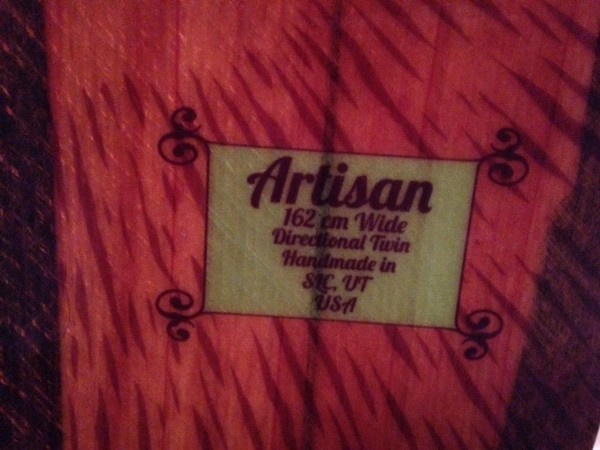 Artisan
162 cm Wide
Directional Twin
Handmade in
SLC, UT
USA